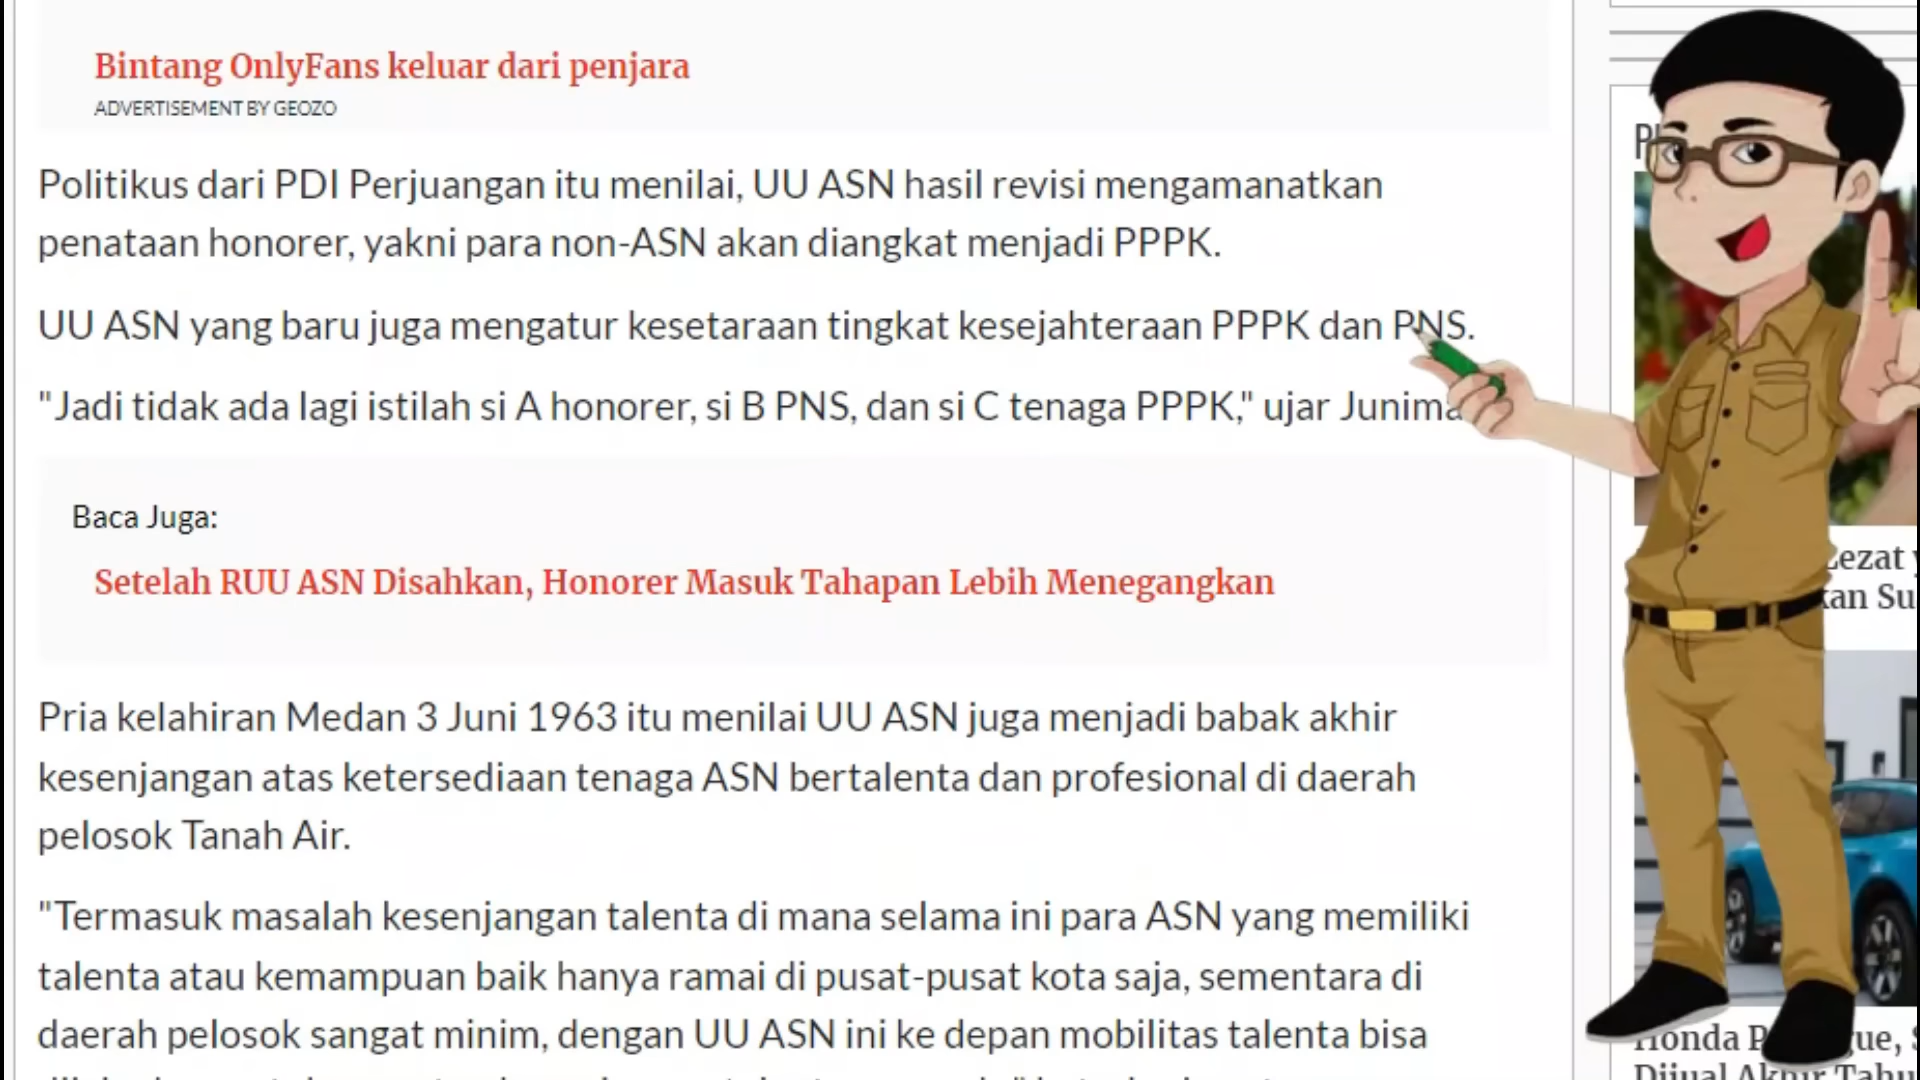 Bintang OnlyFans keluar dari penjara
ADVERTISEMENT BY GEOZO
Politikus dari PDI Perjuangan itu menilai, UU ASN hasil revisi mengamanatkan
penataan honorer, yakni para non-ASN akan diangkat menjadi PPPK.
UU ASN yang baru juga mengatur kesetaraan tingkat kesejahteraan PPPK dan PNS.
"Jadi tidak ada lagi istilah si A honorer, si B PNS, dan si C tenaga PPPK," ujar
Baca Juga:
Setelah RUU ASN Disahkan, Honorer Masuk Tahapan Lebih Menegangkan
Pria kelahiran Medan 3 Juni 1963 itu menilai UU ASN juga menjadi babak akhir
kesenjangan atas ketersediaan tenaga ASN bertalenta dan profesional di daerah
pelosok Tanah Air.
"Termasuk masalah kesenjangan talenta di mana selama ini para ASN yang memiliki
talenta atau kemampuan baik hanya ramai di pusat-pusat kota saja, sementara di
daerah pelosok sangat minim, dengan UU ASN ini ke depan mobilitas talenta bisa
Honda